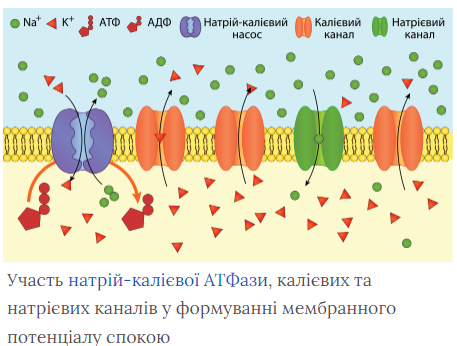 Na+ K+ АТФ АДФ Натрій-калієвий насос Калієвий канал Натрієвий канал
Участь натрій-калієвої АТФази, калієвих та
натрієвих каналів у формуванні мембранного
потенціалу спокою